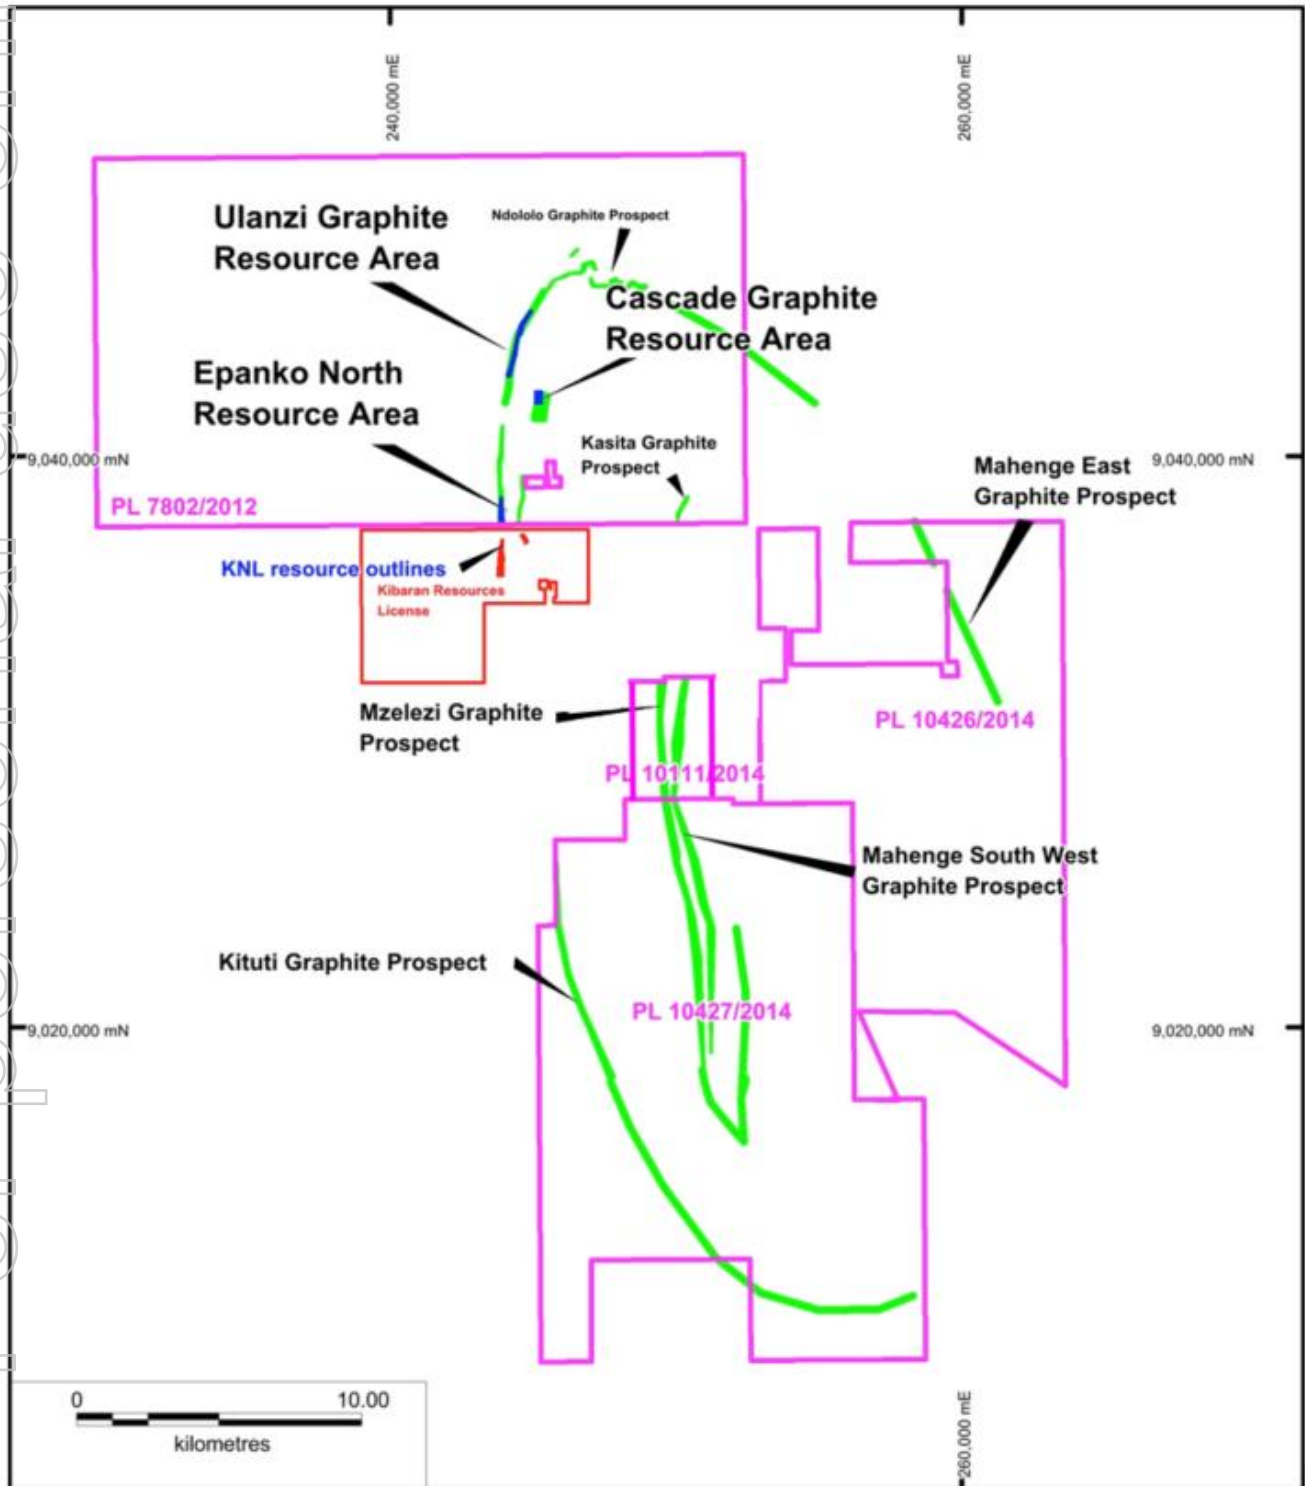 240,000 mE
260,000 mE
Ulanzi Graphite
Resource Area
Ndololo Graphite Prospect
Cascade Graphite
Resource Area
Epanko North
Resource Area
Kasita Graphite
Prospect
9,040,000 mN
9,040,000 mN
Mahenge East
Graphite Prospect
PL 7802/2012
KNL resource outlines
Kibaran Resources
License
Mzelezi Graphite
Prospect
PL 10426/2014
PL 10111/2014
Mahenge South West
Graphite Prospect
Kituti Graphite Prospect
PL 10427/2014
9,020,000 mN
9,020,000 mN
0
10.00
kilometres
260,000 mE